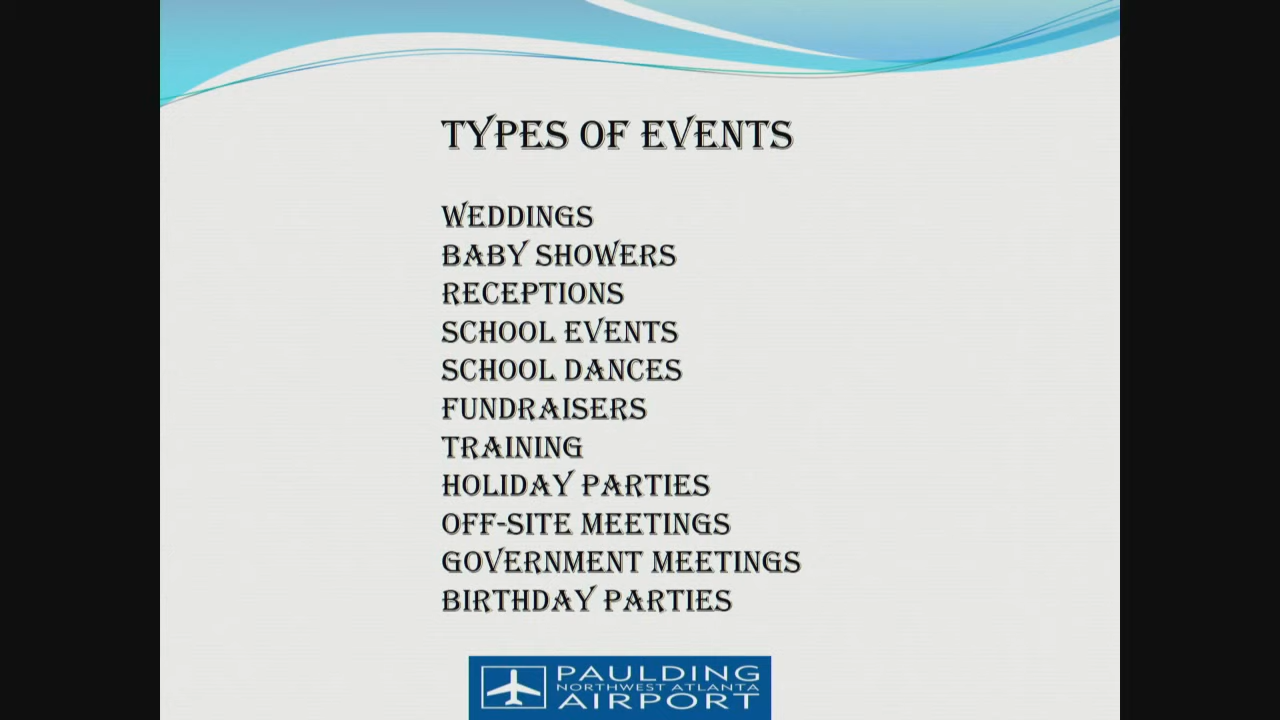 TYPES OF EVENTS
WEDDINGS
BABY SHOWERS
RECEPTIONS
SCHOOL EVENTS
SCHOOL DANCES
FUNDRAISERS
TRAINING
HOLIDAY PARTIES
OFF-SITE MEETINGS
GOVERNMENT MEETINGS
BIRTHDAY PARTIES
PAULDING
NORTHWEST ATLANTA
AIRPORT